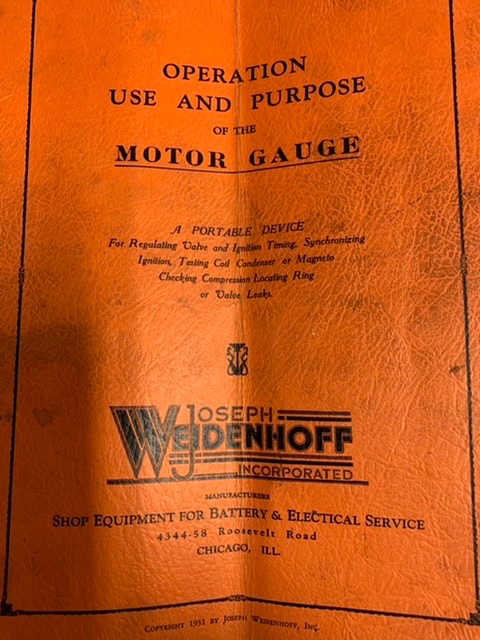 OPERATION
USE AND PURPOSE
OF THE
MOTOR GAUGE
A PORTABLE DEVICE
For Regulating Valve and Ignition Timing, Synchronizing
Ignition, Testing Coil Condenser or Magneto
Checking Compression Locating Ring
or Valve Leaks.
JOSEPH
WEIDENHOFF
INCORPORATED
MANUFACTURERS
SHOP EQUIPMENT FOR BATTERY & ELECTICAL SERVICE
4344-58 Roosevelt Road
CHICAGO, ILL.
COPYRIGHT 1931 BY JOSEPH WEIDENHOFF, INC.